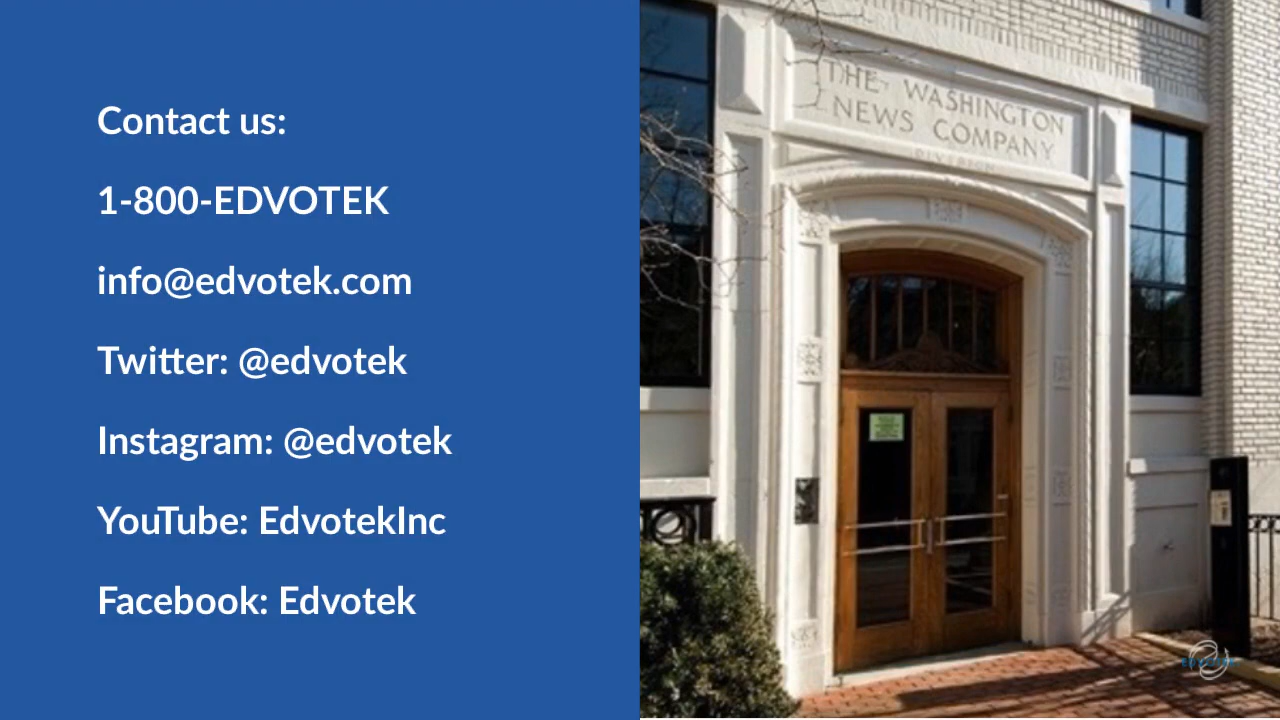 Contact us:
1-800-EDVOTEK
info@edvotek.com
Twitter: @edvotek
Instagram: @edvotek
YouTube: EdvotekInc
Facebook: Edvotek
THE WASHINGTON
NEWS COMPANY
EDVOTEK